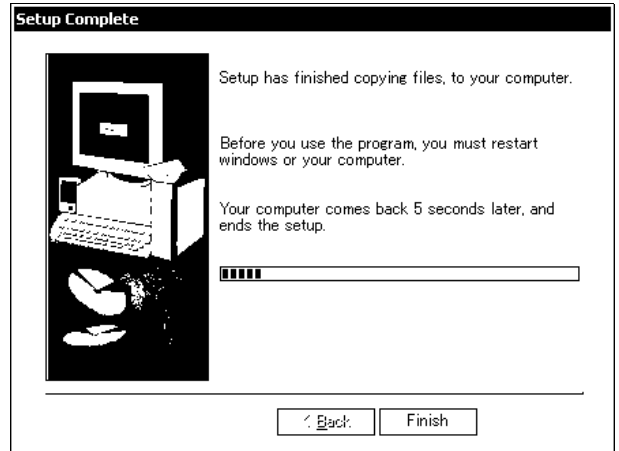 Setup Complete
Setup has finished copying files, to your computer.
Before you use the program, you must restart
windows or your computer.
Your computer comes back 5 seconds later, and
ends the setup.
< Back
Finish